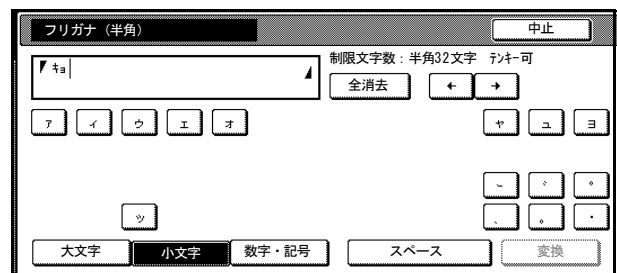 フリガナ（半角） 中止
制限文字数：半角32文字 ﾃﾝｷｰ可
ｷｮ
全消去 ← →
ァ ィ ゥ ェ ォ ャ ュ ョ
ー ゛ ゜
ッ 、 。 ・
大文字 小文字 数字・記号 スペース 変換